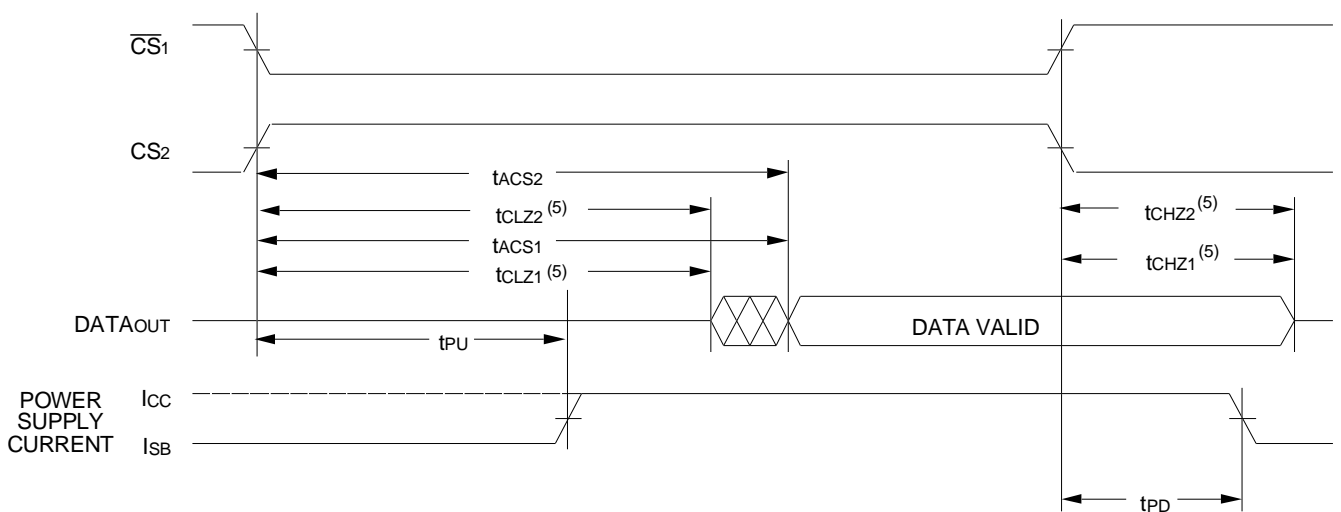 CS1
CS2
tACS2
tCLZ2 (5)
tCHZ2 (5)
tACS1
tCLZ1 (5)
tCHZ1 (5)
DATAOUT
DATA VALID
tPU
POWER
SUPPLY
CURRENT
ICC
ISB
tPD